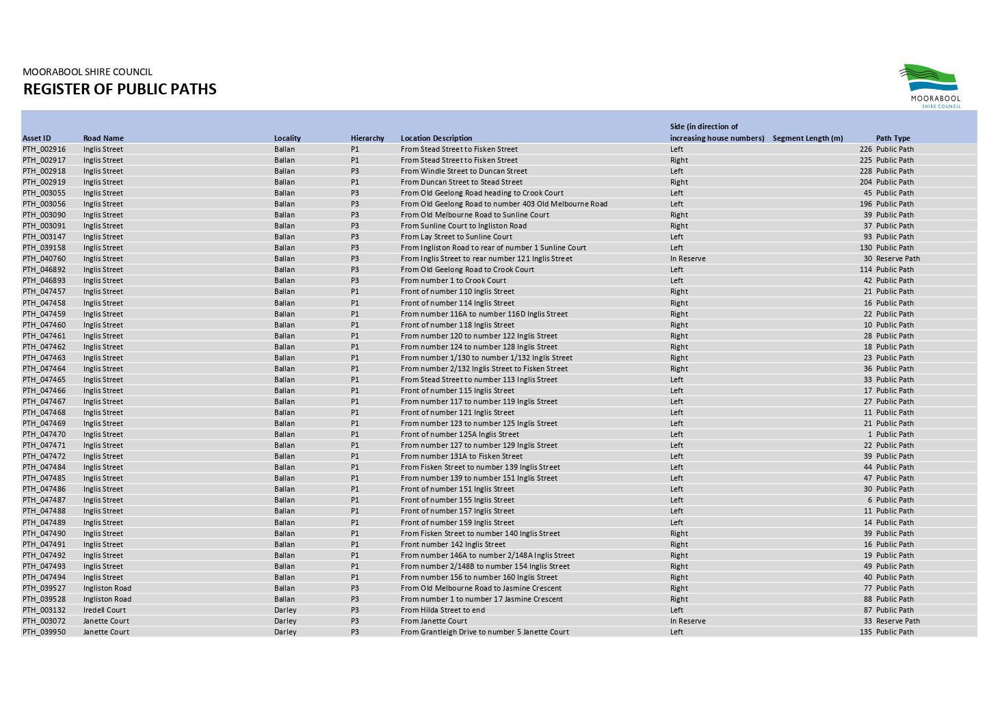 MOORABOOL SHIRE COUNCIL
REGISTER OF PUBLIC PATHS
MOORABOOL
SHIRE COUNCIL
Side (in direction of
Asset ID Road Name Locality Hierarchy Location Description increasing house numbers) Segment Length (m) Path Type
PTH_002916 Inglis Street Ballan P1 From Stead Street to Fisken Street Left 226 Public Path
PTH_002917 Inglis Street Ballan P1 From Stead Street to Fisken Street Right 225 Public Path
PTH_002918 Inglis Street Ballan P3 From Windle Street to Duncan Street Left 228 Public Path
PTH_002919 Inglis Street Ballan P1 From Duncan Street to Stead Street Right 204 Public Path
PTH_003055 Inglis Street Ballan P3 From Old Geelong Road heading to Crook Court Left 45 Public Path
PTH_003056 Inglis Street Ballan P3 From Old Geelong Road to number 403 Old Melbourne Road Left 196 Public Path
PTH_003090 Inglis Street Ballan P3 From Old Melbourne Road to Sunline Court Right 39 Public Path
PTH_003091 Inglis Street Ballan P3 From Sunline Court to Ingliston Road Right 37 Public Path
PTH_003147 Inglis Street Ballan P3 From Lay Street to Sunline Court Left 93 Public Path
PTH_039158 Inglis Street Ballan P3 From Ingliston Road to rear of number 1 Sunline Court Left 130 Public Path
PTH_040760 Inglis Street Ballan P3 From Inglis Street to rear number 121 Inglis Street In Reserve 30 Reserve Path
PTH_046892 Inglis Street Ballan P3 From Old Geelong Road to Crook Court Left 114 Public Path
PTH_046893 Inglis Street Ballan P3 From number 1 to Crook Court Left 42 Public Path
PTH_047457 Inglis Street Ballan P1 Front of number 110 Inglis Street Right 21 Public Path
PTH_047458 Inglis Street Ballan P1 Front of number 114 Inglis Street Right 16 Public Path
PTH_047459 Inglis Street Ballan P1 From number 116A to number 116D Inglis Street Right 22 Public Path
PTH_047460 Inglis Street Ballan P1 Front of number 118 Inglis Street Right 10 Public Path
PTH_047461 Inglis Street Ballan P1 From number 120 to number 122 Inglis Street Right 28 Public Path
PTH_047462 Inglis Street Ballan P1 From number 124 to number 128 Inglis Street Right 18 Public Path
PTH_047463 Inglis Street Ballan P1 From number 1/130 to number 1/132 Inglis Street Right 23 Public Path
PTH_047464 Inglis Street Ballan P1 From number 2/132 Inglis Street to Fisken Street Right 36 Public Path
PTH_047465 Inglis Street Ballan P1 From Stead Street to number 113 Inglis Street Left 33 Public Path
PTH_047466 Inglis Street Ballan P1 Front of number 115 Inglis Street Left 17 Public Path
PTH_047467 Inglis Street Ballan P1 From number 117 to number 119 Inglis Street Left 27 Public Path
PTH_047468 Inglis Street Ballan P1 Front of number 121 Inglis Street Left 11 Public Path
PTH_047469 Inglis Street Ballan P1 From number 123 to number 125 Inglis Street Left 21 Public Path
PTH_047470 Inglis Street Ballan P1 Front of number 125A Inglis Street Left 1 Public Path
PTH_047471 Inglis Street Ballan P1 From number 127 to number 129 Inglis Street Left 22 Public Path
PTH_047472 Inglis Street Ballan P1 From number 131A to Fisken Street Left 39 Public Path
PTH_047484 Inglis Street Ballan P1 From Fisken Street to number 139 Inglis Street Left 44 Public Path
PTH_047485 Inglis Street Ballan P1 From number 139 to number 151 Inglis Street Left 47 Public Path
PTH_047486 Inglis Street Ballan P1 Front of number 151 Inglis Street Left 30 Public Path
PTH_047487 Inglis Street Ballan P1 Front of number 155 Inglis Street Left 6 Public Path
PTH_047488 Inglis Street Ballan P1 Front of number 157 Inglis Street Left 11 Public Path
PTH_047489 Inglis Street Ballan P1 Front of number 159 Inglis Street Left 14 Public Path
PTH_047490 Inglis Street Ballan P1 From Fisken Street to number 140 Inglis Street Right 39 Public Path
PTH_047491 Inglis Street Ballan P1 Front number 142 Inglis Street Right 16 Public Path
PTH_047492 Inglis Street Ballan P1 From number 146A to number 2/148A Inglis Street Right 19 Public Path
PTH_047493 Inglis Street Ballan P1 From number 2/148B to number 154 Inglis Street Right 49 Public Path
PTH_047494 Inglis Street Ballan P1 From number 156 to number 160 Inglis Street Right 40 Public Path
PTH_039527 Ingliston Road Ballan P3 From Old Melbourne Road to Jasmine Crescent Right 77 Public Path
PTH_039528 Ingliston Road Ballan P3 From number 1 to number 17 Jasmine Crescent Right 88 Public Path
PTH_003132 Iredell Court Darley P3 From Hilda Street to end Left 87 Public Path
PTH_003072 Janette Court Darley P3 From Janette Court In Reserve 33 Reserve Path
PTH_039950 Janette Court Darley P3 From Grantleigh Drive to number 5 Janette Court Left 135 Public Path